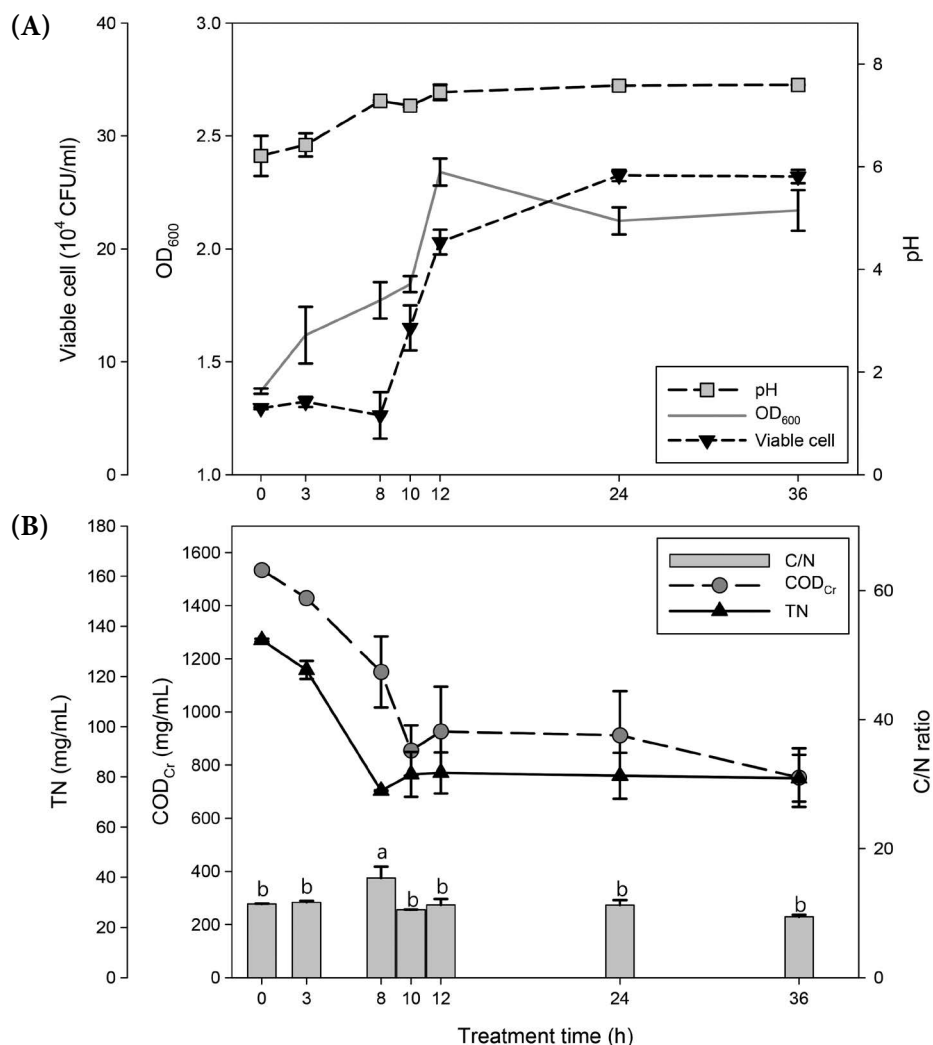 (A)
Viable cell (10⁴ CFU/ml)
40
30
20
10
0
OD₆₀₀
3.0
2.5
2.0
1.5
1.0
pH
8
6
4
2
0
pH
OD₆₀₀
Viable cell
0 3 8 10 12 24 36
(B)
TN (mg/mL)
180
160
140
120
100
80
60
40
20
0
COD_Cr (mg/mL)
1600
1400
1200
1000
800
600
400
200
0
C/N ratio
60
40
20
0
C/N
COD_Cr
TN
b b a b b b b
0 3 8 10 12 24 36
Treatment time (h)